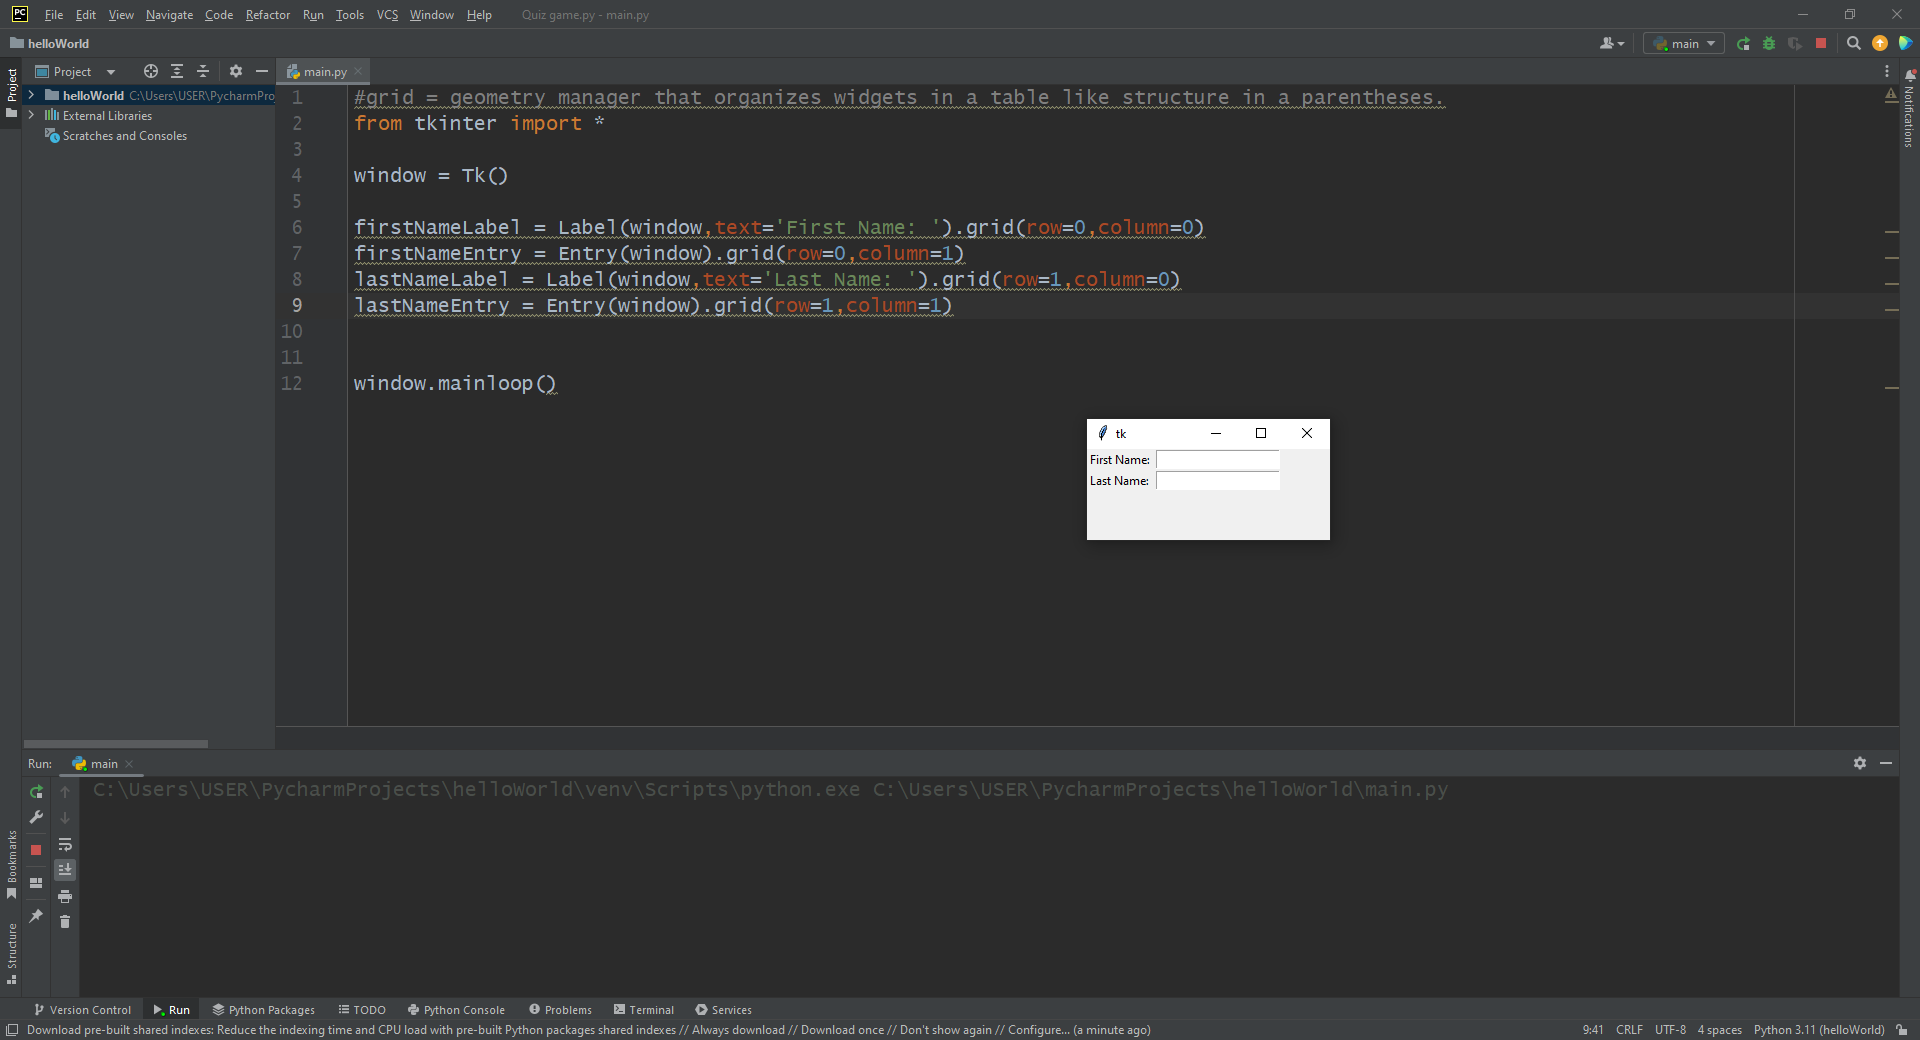 PC File Edit View Navigate Code Refactor Run Tools VCS Window Help Quiz game.py - main.py
helloWorld main
Project main.py
Project
helloWorld C:\Users\USER\PycharmPro
External Libraries
Scratches and Consoles
1 #grid = geometry manager that organizes widgets in a table like structure in a parentheses.
2 from tkinter import *
3
4 window = Tk()
5
6 firstNameLabel = Label(window,text='First Name: ').grid(row=0,column=0)
7 firstNameEntry = Entry(window).grid(row=0,column=1)
8 lastNameLabel = Label(window,text='Last Name: ').grid(row=1,column=0)
9 lastNameEntry = Entry(window).grid(row=1,column=1)
10
11
12 window.mainloop()
Notifications
tk
First Name:
Last Name:
Run: main
C:\Users\USER\PycharmProjects\helloWorld\venv\Scripts\python.exe C:\Users\USER\PycharmProjects\helloWorld\main.py
Bookmarks
Structure
Version Control Run Python Packages TODO Python Console Problems Terminal Services
Download pre-built shared indexes: Reduce the indexing time and CPU load with pre-built Python packages shared indexes // Always download // Download once // Don't show again // Configure... (a minute ago) 9:41 CRLF UTF-8 4 spaces Python 3.11 (helloWorld)